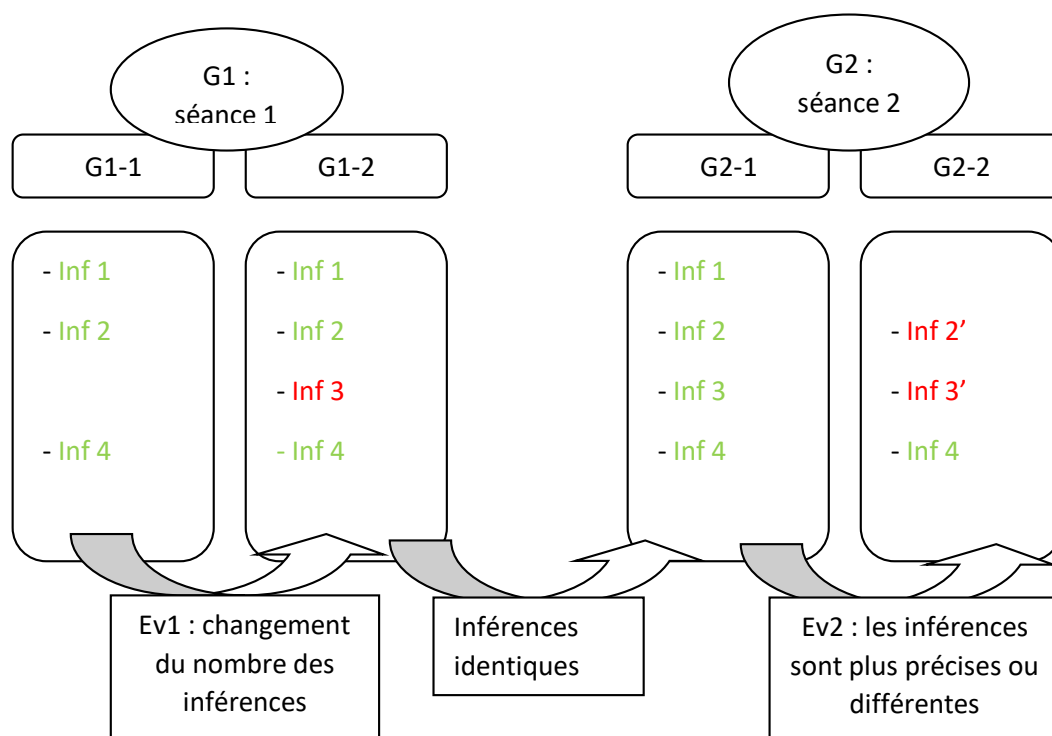 G1 :
séance 1
G2 :
séance 2
G1-1
G1-2
G2-1
G2-2
- Inf 1
- Inf 2
- Inf 4
- Inf 1
- Inf 2
- Inf 3
- Inf 4
- Inf 1
- Inf 2
- Inf 3
- Inf 4
- Inf 2’
- Inf 3’
- Inf 4
Ev1 : changement
du nombre des
inférences
Inférences
identiques
Ev2 : les inférences
sont plus précises ou
différentes